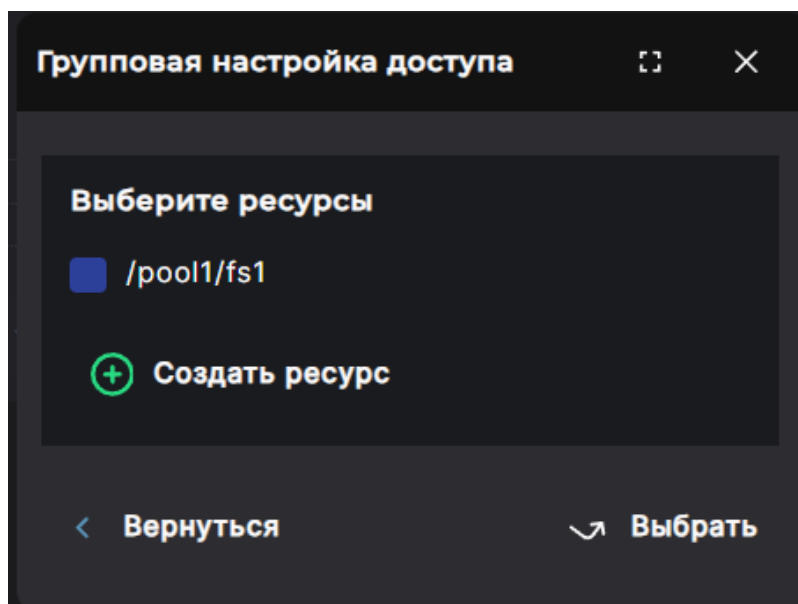 Групповая настройка доступа
Выберите ресурсы
/pool1/fs1
Создать ресурс
Вернуться
Выбрать